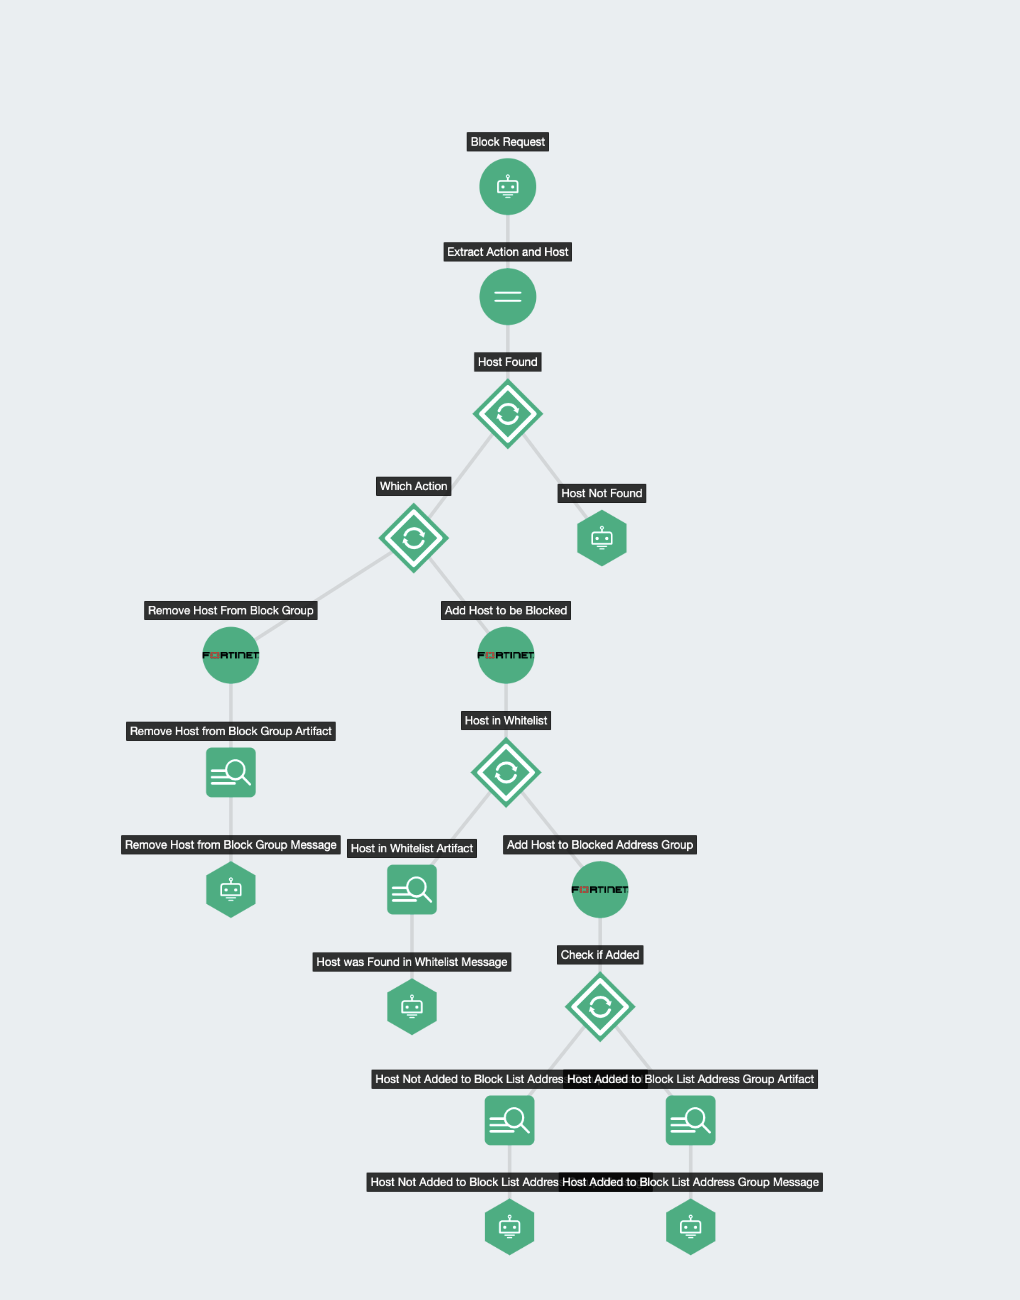 Block Request
Extract Action and Host
Host Found
Which Action
Host Not Found
Remove Host From Block Group
Add Host to be Blocked
FORTINET
FORTINET
Remove Host from Block Group Artifact
Host in Whitelist
Remove Host from Block Group Message
Host in Whitelist Artifact
Add Host to Blocked Address Group
FORTINET
Host was Found in Whitelist Message
Check if Added
Host Not Added to Block List Addres
Host Added to Block List Address Group Artifact
Host Not Added to Block List Addres
Host Added to Block List Address Group Message